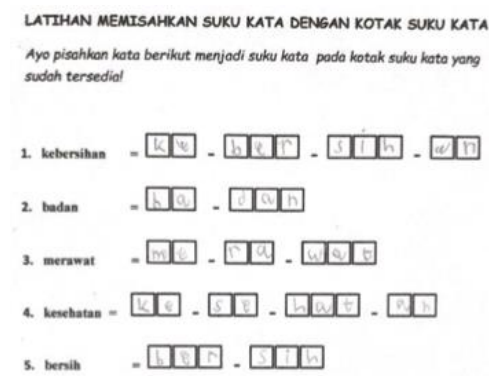 LATIHAN MEMISAHKAN SUKU KATA DENGAN KOTAK SUKU KATA
Ayo pisahkan kata berikut menjadi suku kata pada kotak suku kata yang
sudah tersedia!
1. kebersihan = ke - ber - sih - an
2. badan = ba - dan
3. merawat = me - ra - wat
4. kesehatan = ke - se - hat - an
5. bersih = ber - sih